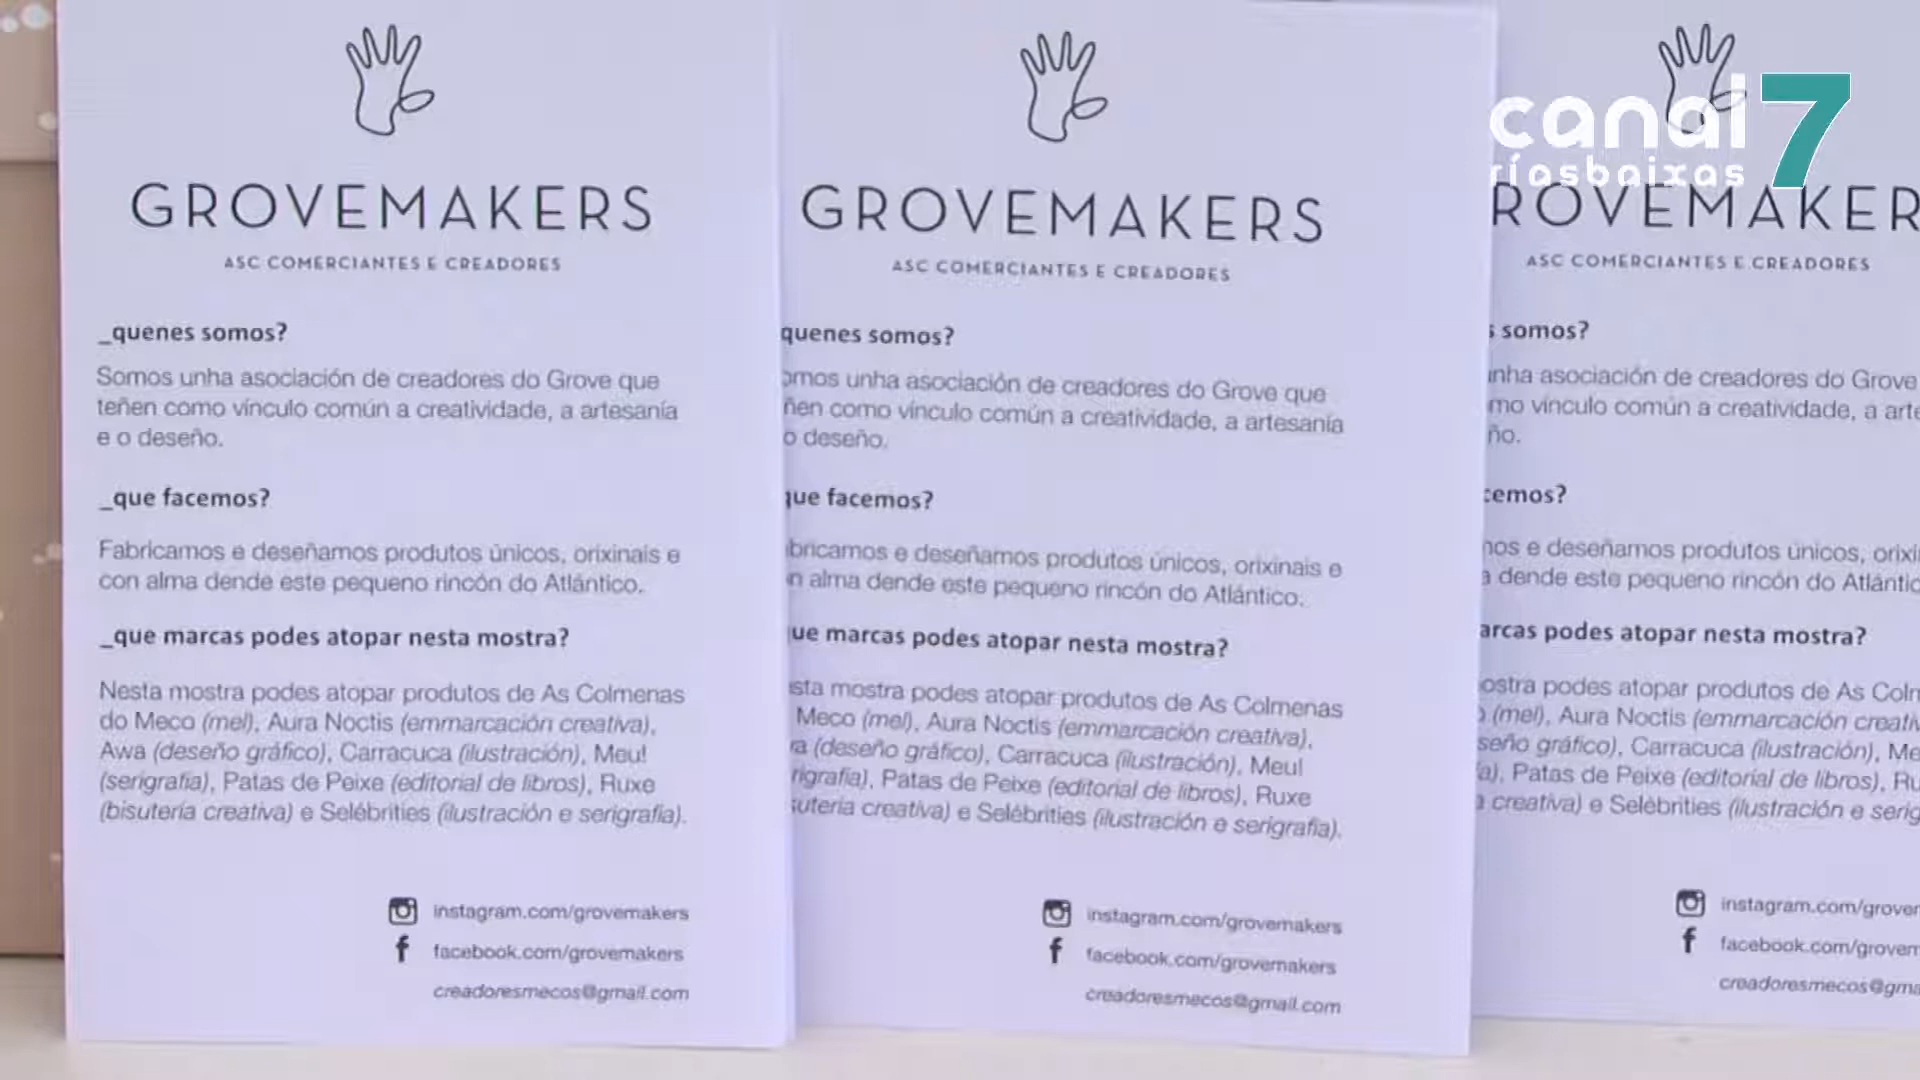 GROVEMAKERS
ASC COMERCIANTES E CREADORES
_quenes somos?
Somos unha asociación de creadores do Grove que
teñen como vínculo común a creatividade, a artesanía
e o deseño.
_que facemos?
Fabricamos e deseñamos produtos únicos, orixinais e
con alma dende este pequeno rincón do Atlántico.
_que marcas podes atopar nesta mostra?
Nesta mostra podes atopar produtos de As Colmenas
do Meco (mel), Aura Noctis (emmarcación creativa),
Awa (deseño gráfico), Carracuca (ilustración), Meu!
(serigrafía), Patas de Peixe (editorial de libros), Ruxe
(bisutería creativa) e Selébrities (ilustración e serigrafía).
instagram.com/grovemakers
facebook.com/grovemakers
creadoresmecos@gmail.com
GROVEMAKERS
ASC COMERCIANTES E CREADORES
quenes somos?
omos unha asociación de creadores do Grove que
ñen como vínculo común a creatividade, a artesanía
o deseño.
que facemos?
bricamos e deseñamos produtos únicos, orixinais e
n alma dende este pequeno rincón do Atlántico.
ue marcas podes atopar nesta mostra?
sta mostra podes atopar produtos de As Colmenas
Meco (mel), Aura Noctis (emmarcación creativa),
a (deseño gráfico), Carracuca (ilustración), Meu!
rigrafía), Patas de Peixe (editorial de libros), Ruxe
sutería creativa) e Selébrities (ilustración e serigrafía).
instagram.com/grovemakers
facebook.com/grovemakers
creadoresmecos@gmail.com
canal 7
ríasbaixas
ROVEMAKER
ASC COMERCIANTES E CREADORES
s somos?
unha asociación de creadores do Grove
mo vínculo común a creatividade, a arte
ño.
cemos?
nos e deseñamos produtos únicos, orixi
a dende este pequeno rincón do Atlántic
arcas podes atopar nesta mostra?
ostra podes atopar produtos de As Coln
o (mel), Aura Noctis (emmarcación creativ
seño gráfico), Carracuca (ilustración), Me
ía), Patas de Peixe (editorial de libros), Ru
a creativa) e Selébrities (ilustración e serig
instagram.com/grover
facebook.com/grovem
creadoresmecos@gma